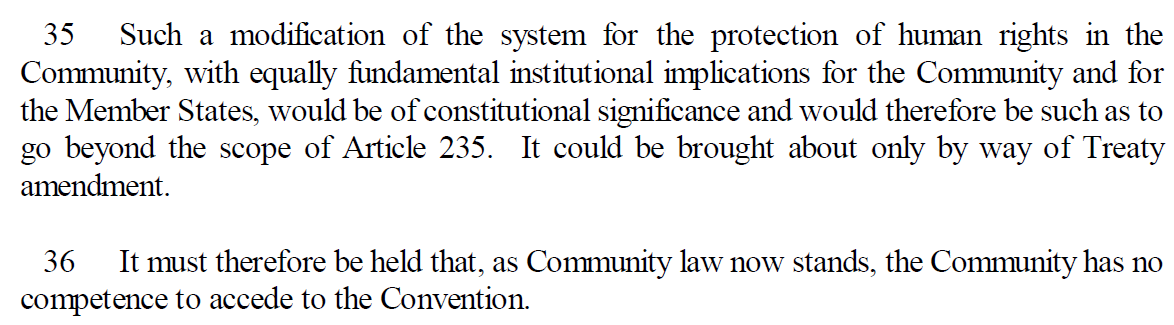 35 Such a modification of the system for the protection of human rights in the
Community, with equally fundamental institutional implications for the Community and for
the Member States, would be of constitutional significance and would therefore be such as to
go beyond the scope of Article 235. It could be brought about only by way of Treaty
amendment.
36 It must therefore be held that, as Community law now stands, the Community has no
competence to accede to the Convention.